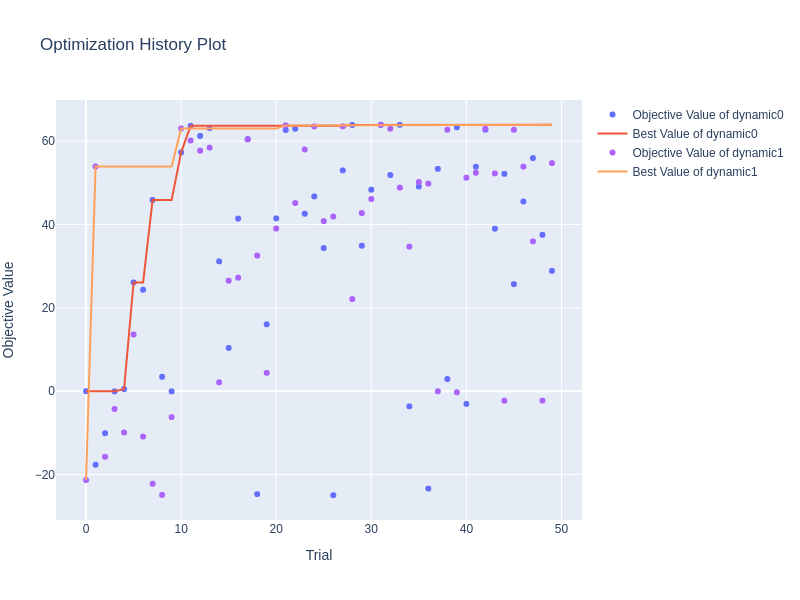 Optimization History Plot
Objective Value of dynamic0
Best Value of dynamic0
Objective Value of dynamic1
Best Value of dynamic1
60
40
20
0
−20
Objective Value
0 10 20 30 40 50
Trial